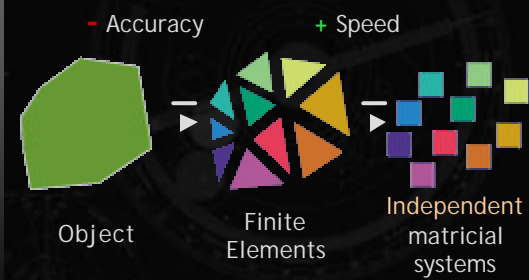 - Accuracy
+ Speed
Object
Finite
Elements
Independent
matricial
systems